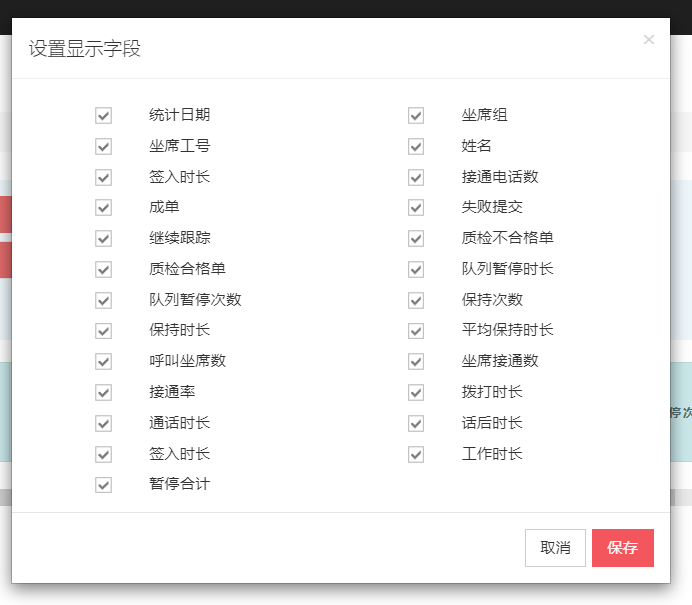 设置显示字段
×
统计日期 坐席组
坐席工号 姓名
签入时长 接通电话数
成单 失败提交
继续跟踪 质检不合格单
质检合格单 队列暂停时长
队列暂停次数 保持次数
保持时长 平均保持时长
呼叫坐席数 坐席接通数
接通率 拨打时长
通话时长 话后时长
签入时长 工作时长
暂停合计
停次
取消 保存